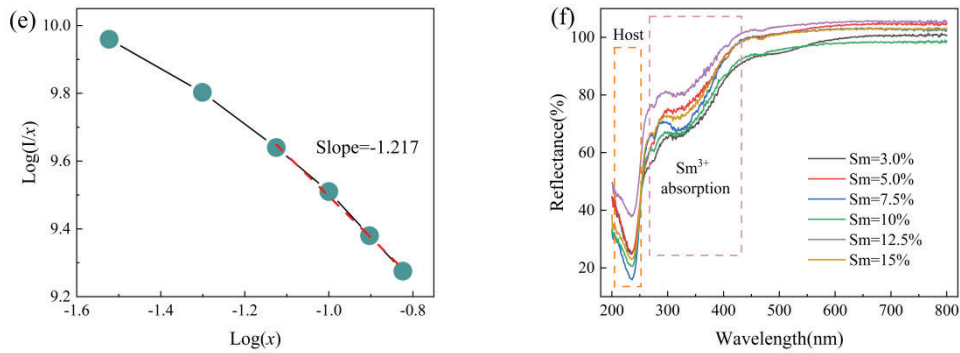 (e)
10.0
9.8
9.6
9.4
9.2
Log(I/x)
Slope=-1.217
-1.6
-1.4
-1.2
-1.0
-0.8
Log(x)
(f)
100
80
60
40
20
Reflectance(%)
Host
Sm³⁺
absorption
Sm=3.0%
Sm=5.0%
Sm=7.5%
Sm=10%
Sm=12.5%
Sm=15%
200
300
400
500
600
700
800
Wavelength(nm)